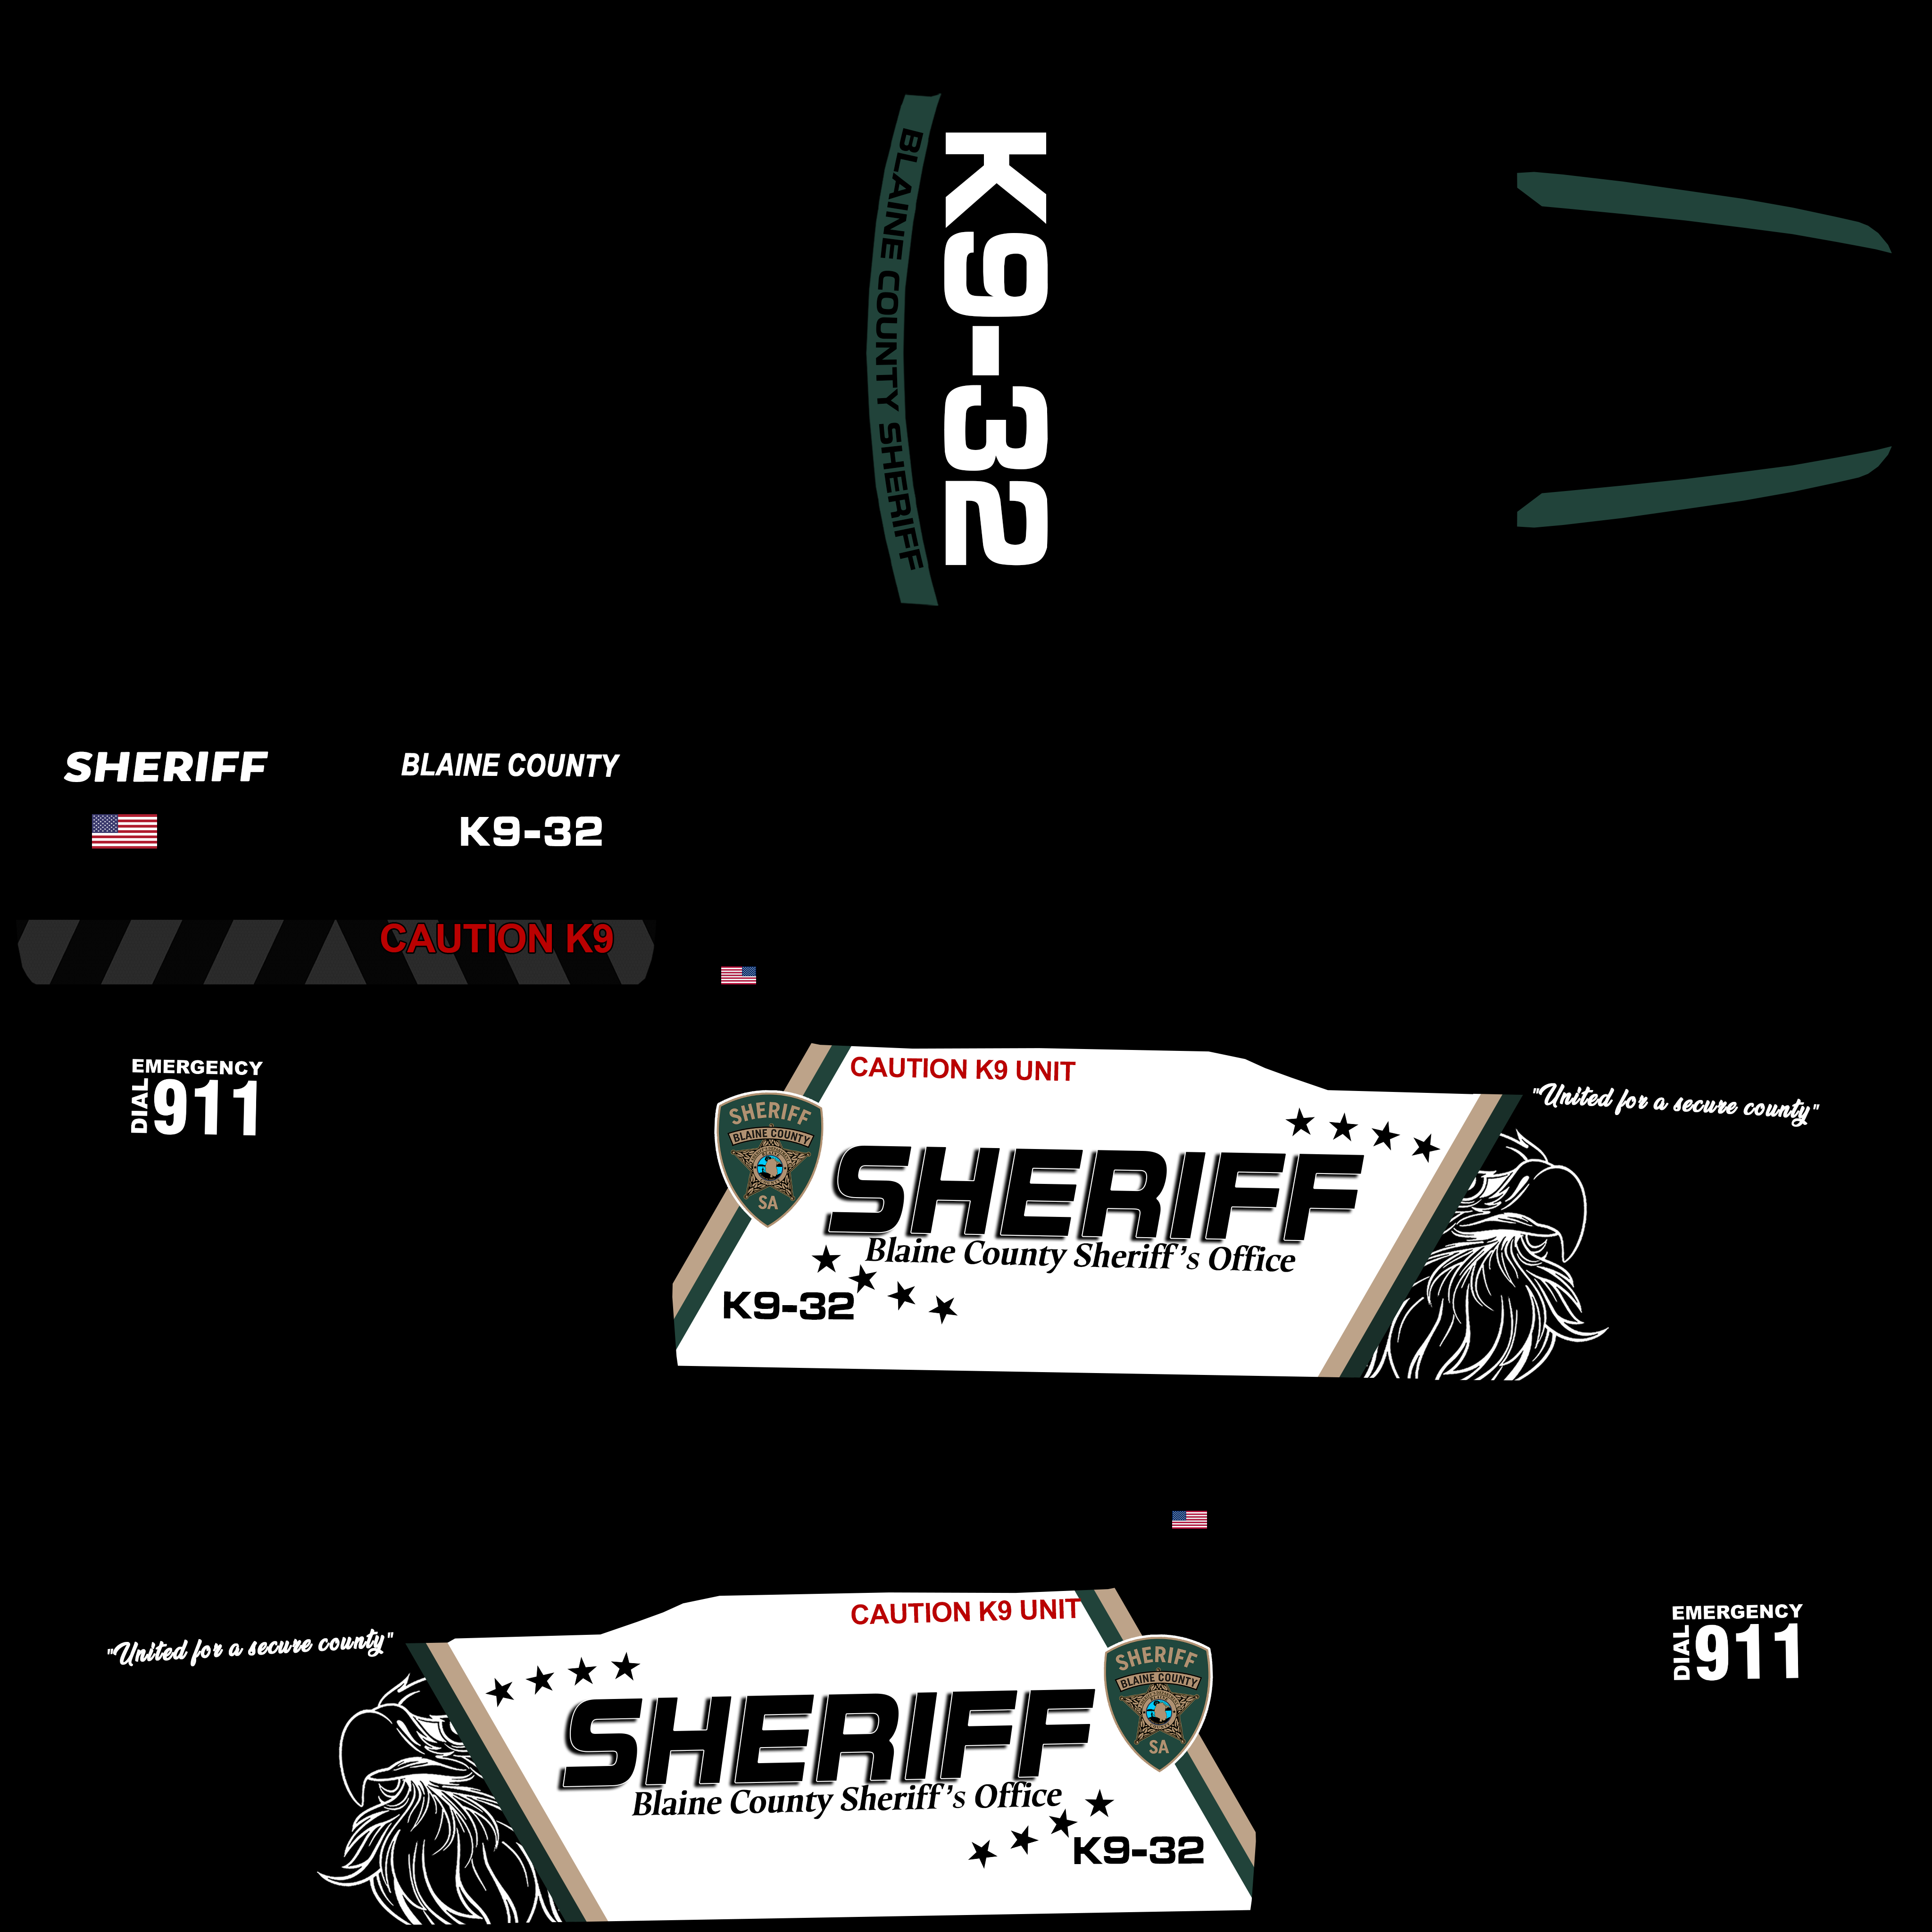 BLAINE COUNTY SHERIFF
K9-32
SHERIFF
BLAINE COUNTY
K9-32
CAUTION K9
EMERGENCY
DIAL
911
CAUTION K9 UNIT
"United for a secure county"
SHERIFF
BLAINE COUNTY
SA
SHERIFF
Blaine County Sheriff's Office
K9-32
CAUTION K9 UNIT
EMERGENCY
DIAL
911
"United for a secure county"
SHERIFF
BLAINE COUNTY
SA
SHERIFF
Blaine County Sheriff's Office
K9-32